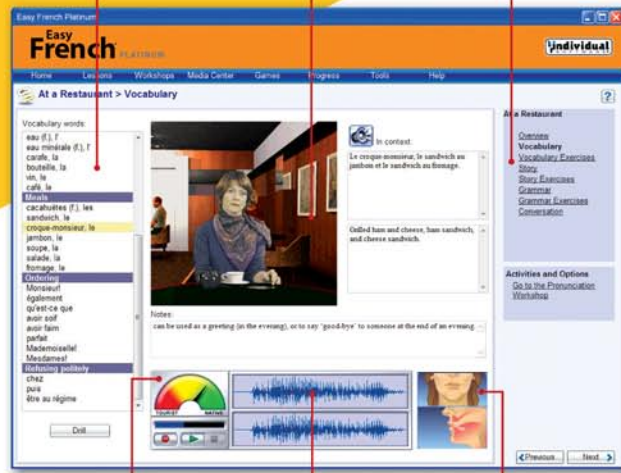 Easy French Platinum
Easy
French PLATINUM
individual
SOFTWARE
Home Lessons Workshops Media Center Games Progress Tools Help
At a Restaurant > Vocabulary
?
Vocabulary words:
eau (f.), l'
eau minérale (f.), l'
carafe, la
bouteille, la
vin, le
café, le
Meals
cacahuètes (f.), les
sandwich, le
croque-monsieur, le
jambon, le
soupe, la
salade, la
fromage, le
Ordering
Monsieur!
également
qu'est-ce que
avoir soif
avoir faim
parfait
Mademoiselle!
Mesdames!
Refusing politely
chez
puis
être au régime
Drill
In context:
Le croque-monsieur, le sandwich au
jambon et le sandwich au fromage.
Grilled ham and cheese, ham sandwich,
and cheese sandwich.
Notes:
can be used as a greeting (in the evening), or to say 'good-bye' to someone at the end of an evening.
TOURIST NATIVE
At a Restaurant
Overview
Vocabulary
Vocabulary Exercises
Story
Story Exercises
Grammar
Grammar Exercises
Conversation
Activities and Options
Go to the Pronunciation
Workshop
Previous Next